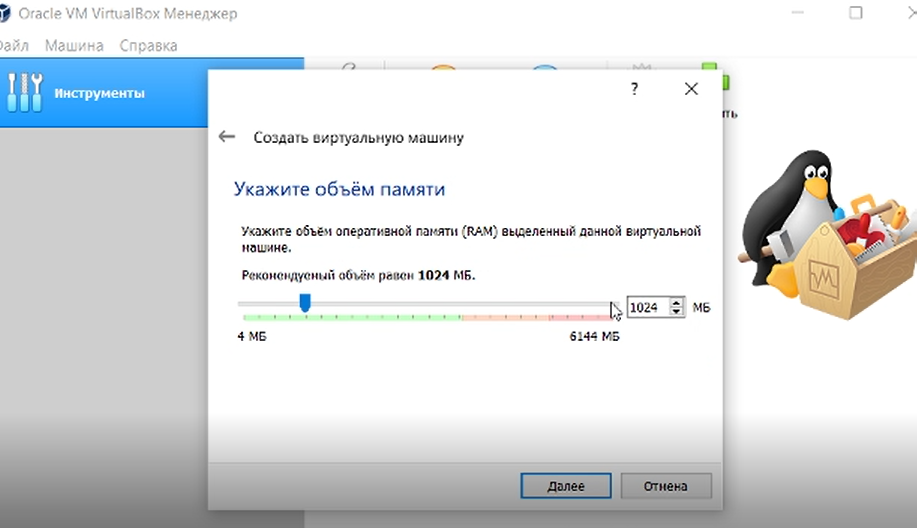 Oracle VM VirtualBox Менеджер
Файл Машина Справка
Инструменты
?
Создать виртуальную машину
Укажите объём памяти
Укажите объём оперативной памяти (RAM) выделенный данной виртуальной
машине.
Рекомендуемый объём равен 1024 МБ.
1024 МБ
4 МБ 6144 МБ
Далее Отмена